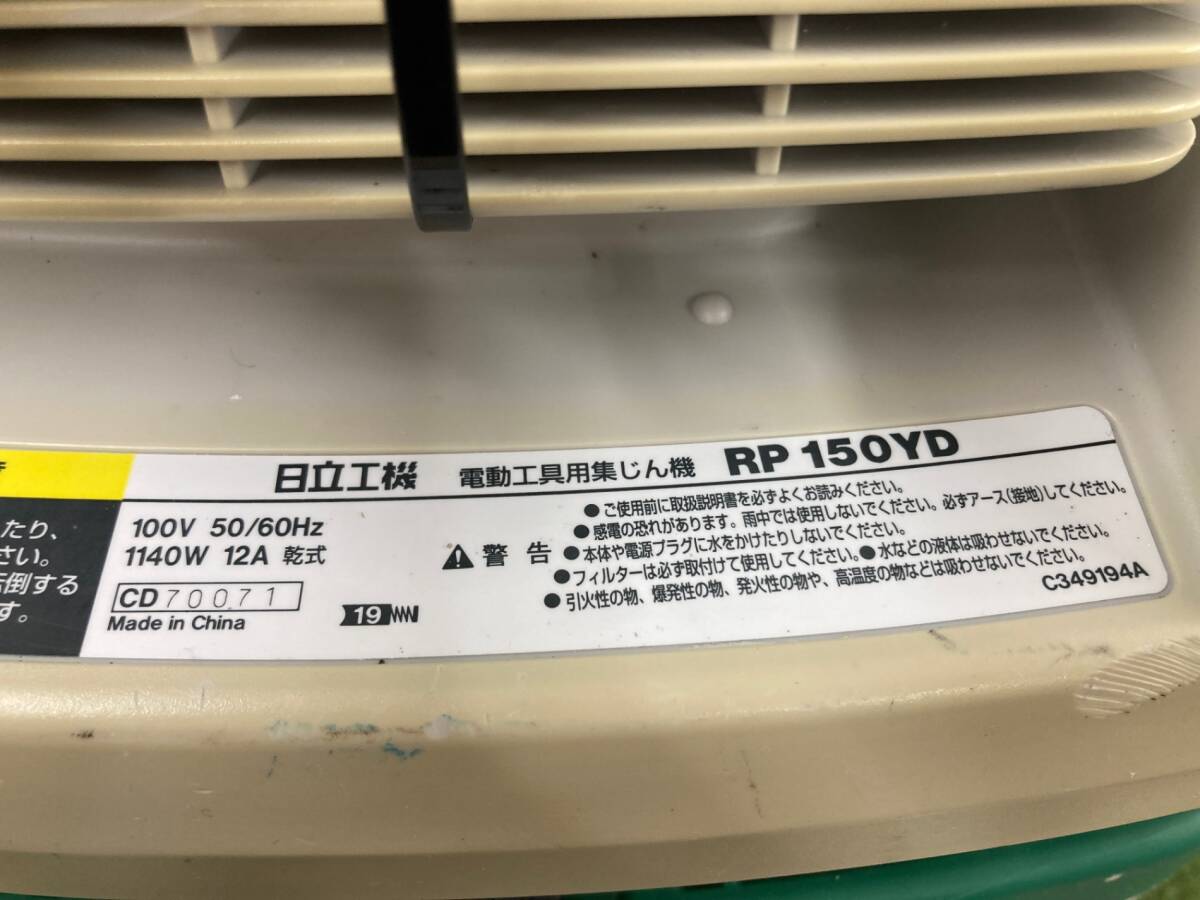 日立工機 電動工具用集じん機 RP 150YD
たり、
さい。
倒する
す。
100V 50/60Hz
1140W 12A 乾式
CD70071
Made in China
19
警告
●ご使用前に取扱説明書を必ずよくお読みください。
●感電の恐れがあります。雨中では使用しないでください。必ずアース(接地)してください。
●本体や電源プラグに水をかけたりしないでください。
●フィルターは必ず取付けて使用してください。●水などの液体は吸わせないでください。
●引火性の物、爆発性の物、発火性の物や、高温度の物などは吸わせないでください。
C349194A